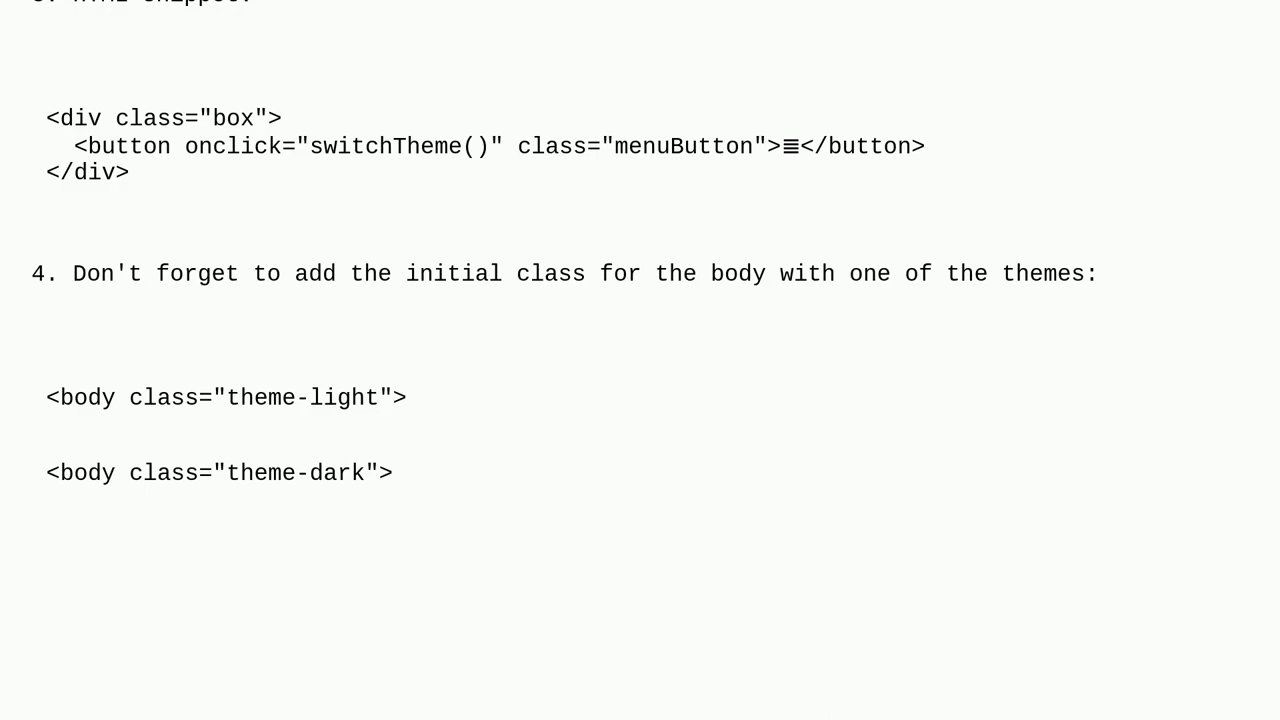 <div class="box">
<button onclick="switchTheme()" class="menuButton">≣</button>
</div>
4. Don't forget to add the initial class for the body with one of the themes:
<body class="theme-light">
<body class="theme-dark">